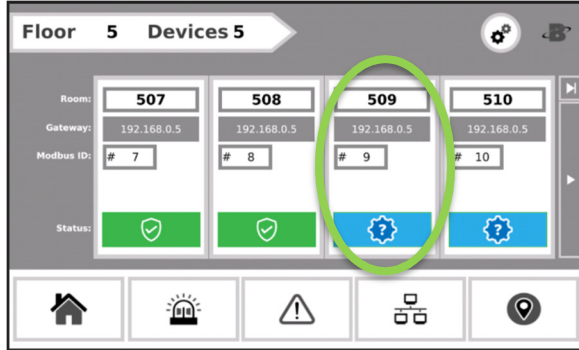 Floor 5 Devices 5
B
Room: 507 508 509 510
Gateway: 192.168.0.5 192.168.0.5 192.168.0.5 192.168.0.5
Modbus ID: # 7 # 8 # 9 # 10
Status: ? ?